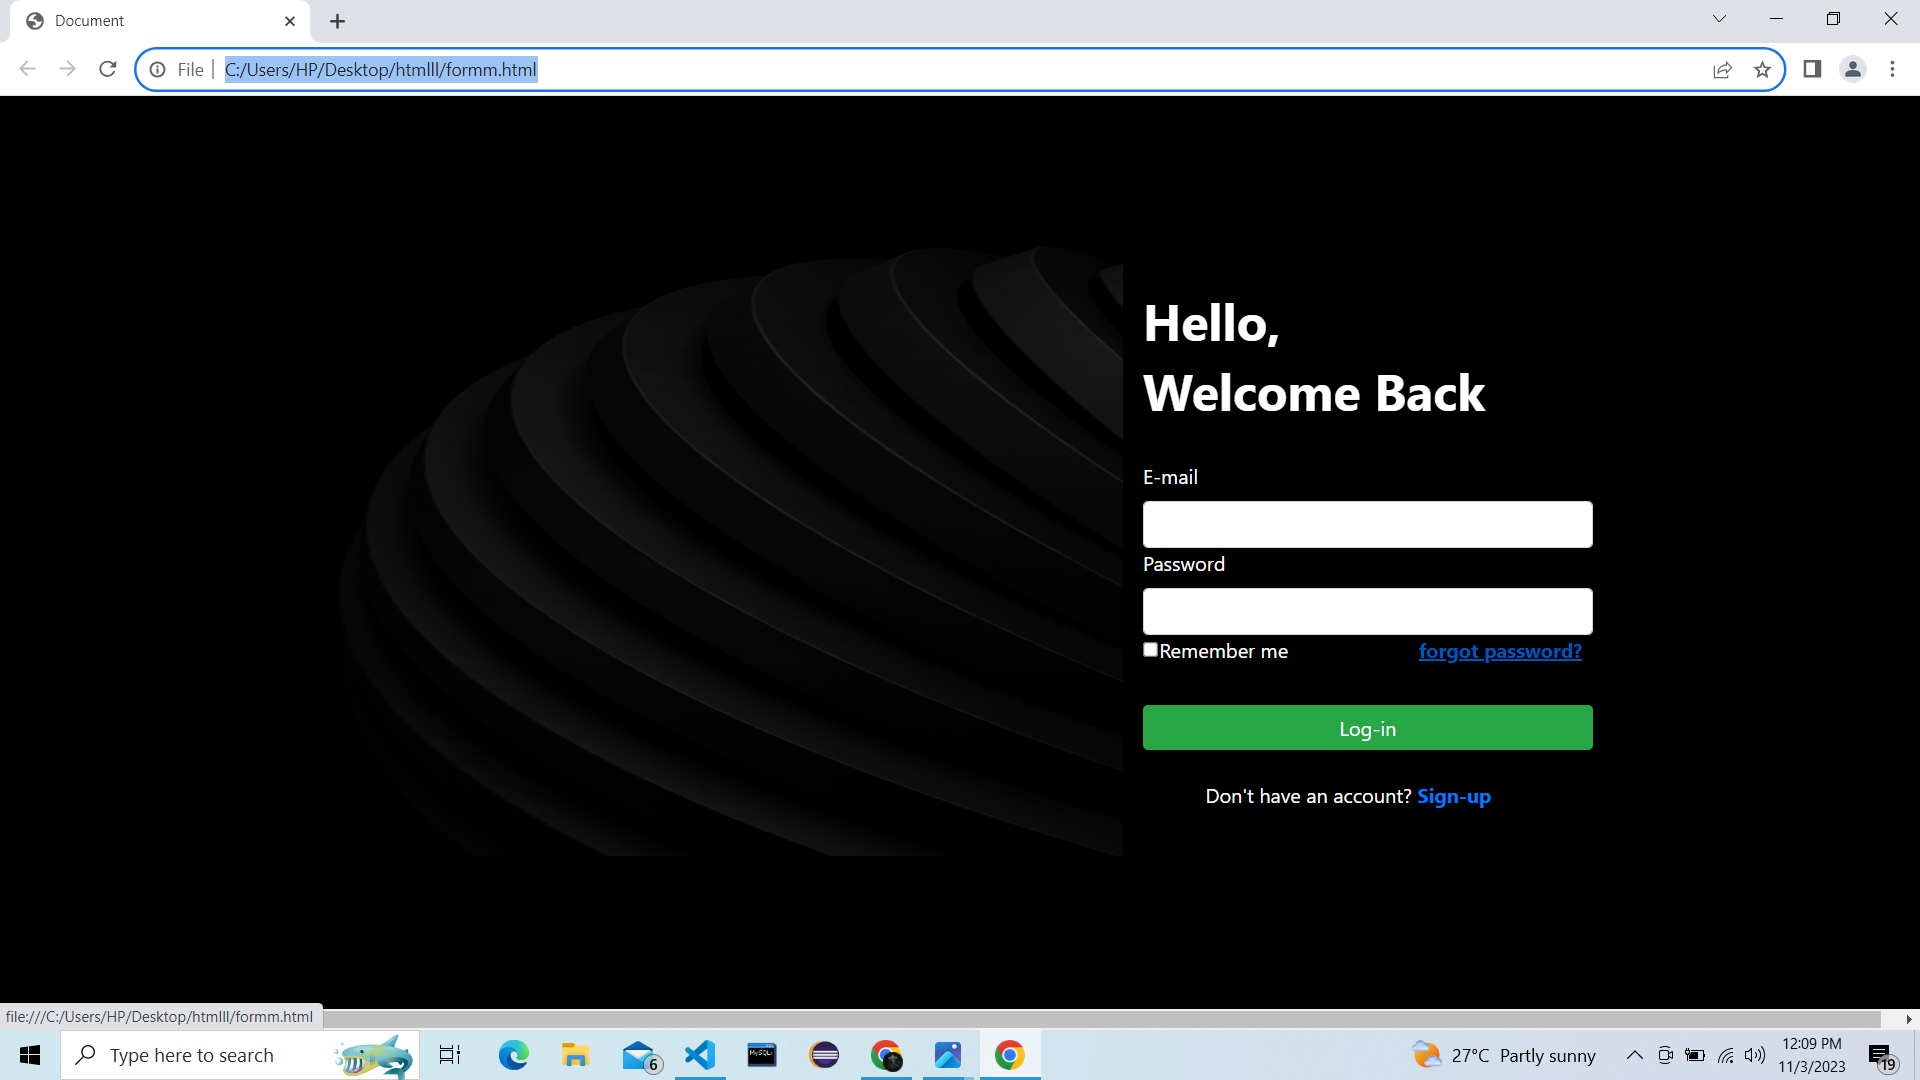 Document
File
C:/Users/HP/Desktop/htmlll/formm.html
Hello,
Welcome Back
E-mail
Password
Remember me
forgot password?
Log-in
Don't have an account? Sign-up
file:///C:/Users/HP/Desktop/htmlll/formm.html
Type here to search
6
MySQL
27°C Partly sunny
12:09 PM
11/3/2023
19